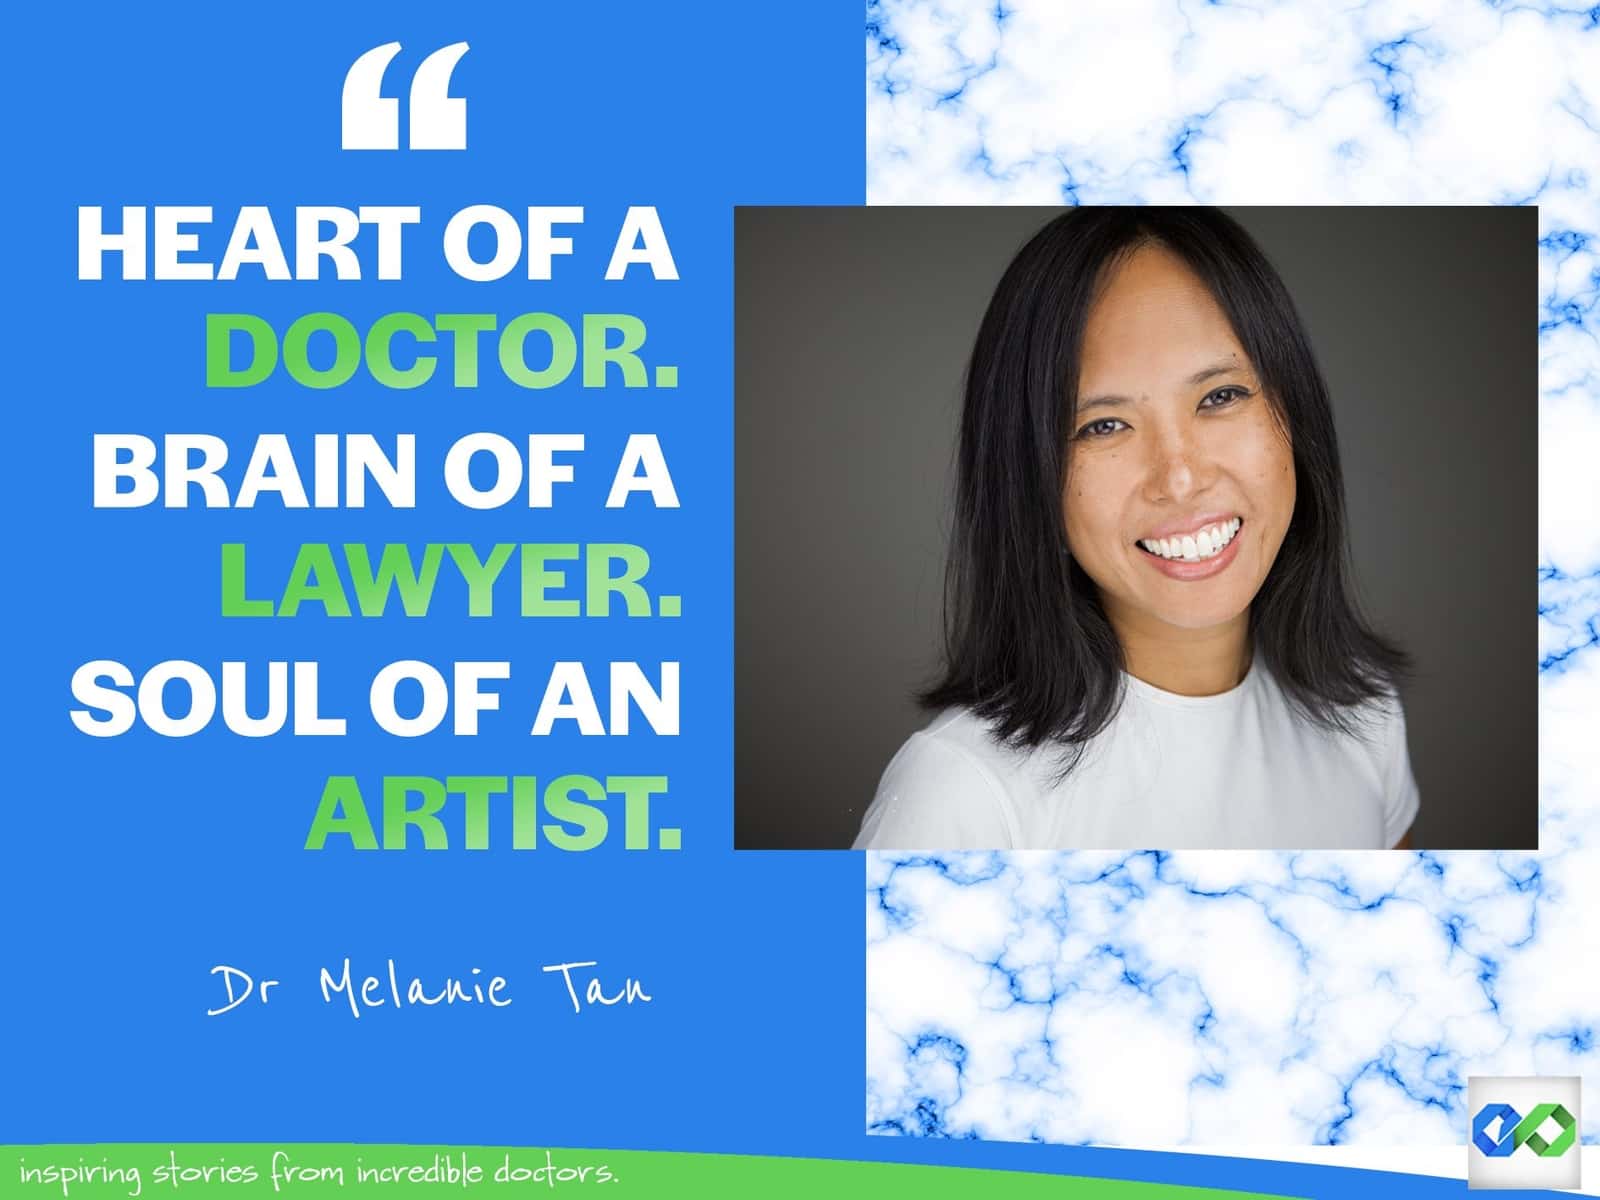 “
HEART OF A
DOCTOR.
BRAIN OF A
LAWYER.
SOUL OF AN
ARTIST.
Dr Melanie Tan
inspiring stories from incredible doctors.